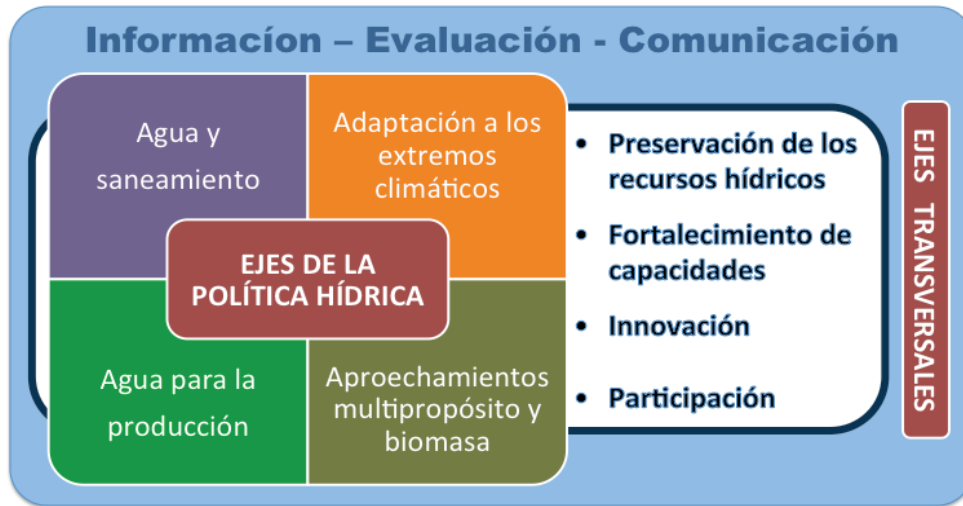 Informacíon – Evaluación - Comunicación
Agua y
saneamiento
Adaptación a los
extremos
climáticos
EJES DE LA
POLÍTICA HÍDRICA
Agua para la
producción
Aproechamientos
multipropósito y
biomasa
• Preservación de los
recursos hídricos
• Fortalecimiento de
capacidades
• Innovación
• Participación
EJES TRANSVERSALES